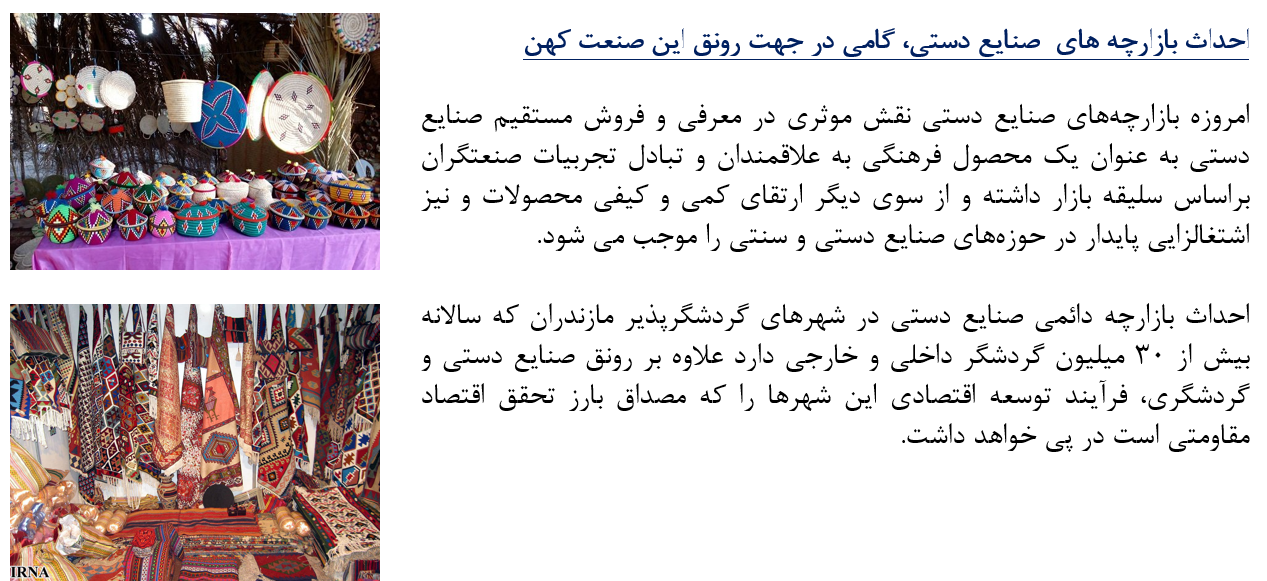 احداث بازارچه های  صنایع دستی، گامی در جهت رونق این صنعت کهن
امروزه بازارچه‌های صنایع دستی نقش موثری در معرفی و فروش مستقیم صنایع
دستی به عنوان یک محصول فرهنگی به علاقمندان و تبادل تجربیات صنعتگران
براساس سلیقه بازار داشته و از سوی دیگر ارتقای کمی و کیفی محصولات و نیز
اشتغالزایی پایدار در حوزه‌های صنایع دستی و سنتی را موجب می شود.
احداث بازارچه دائمی صنایع دستی در شهرهای گردشگرپذیر مازندران که سالانه
بیش از ۳۰ میلیون گردشگر داخلی و خارجی دارد علاوه بر رونق صنایع دستی و
گردشگری، فرآیند توسعه اقتصادی این شهرها را که مصداق بارز تحقق اقتصاد
مقاومتی است در پی خواهد داشت.
IRNA